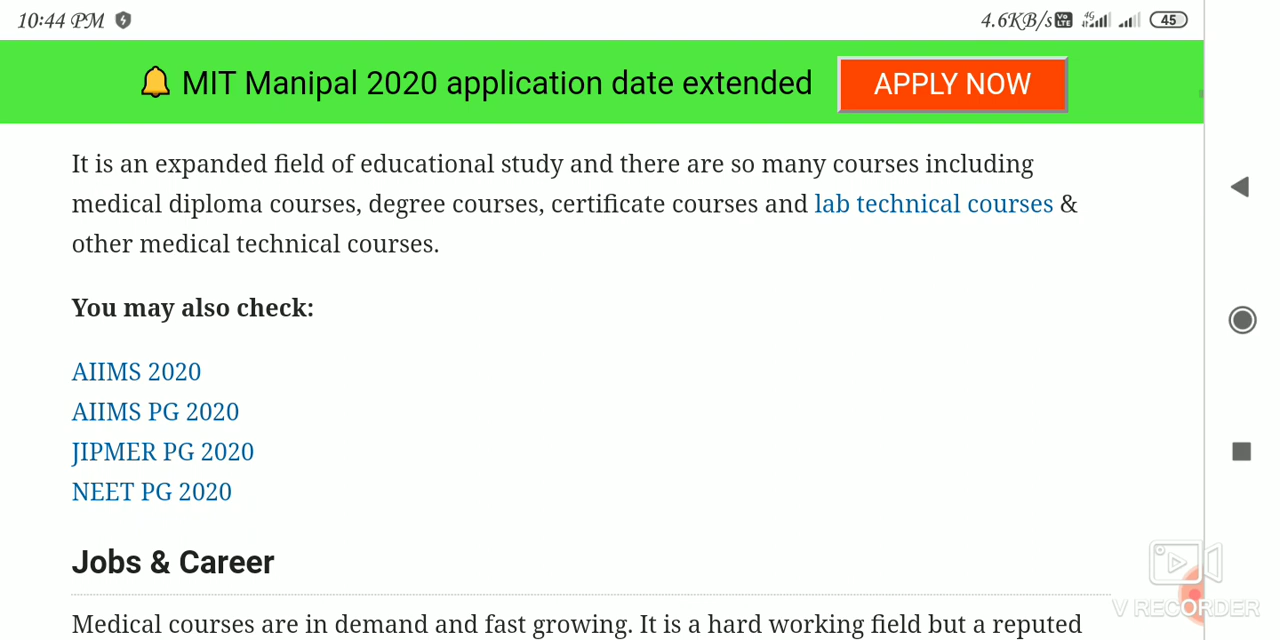 10:44 PM
4.6KB/s Vo LTE 4G 45
MIT Manipal 2020 application date extended APPLY NOW
It is an expanded field of educational study and there are so many courses including
medical diploma courses, degree courses, certificate courses and lab technical courses &
other medical technical courses.
You may also check:
AIIMS 2020
AIIMS PG 2020
JIPMER PG 2020
NEET PG 2020
Jobs & Career
Medical courses are in demand and fast growing. It is a hard working field but a reputed
V RECORDER